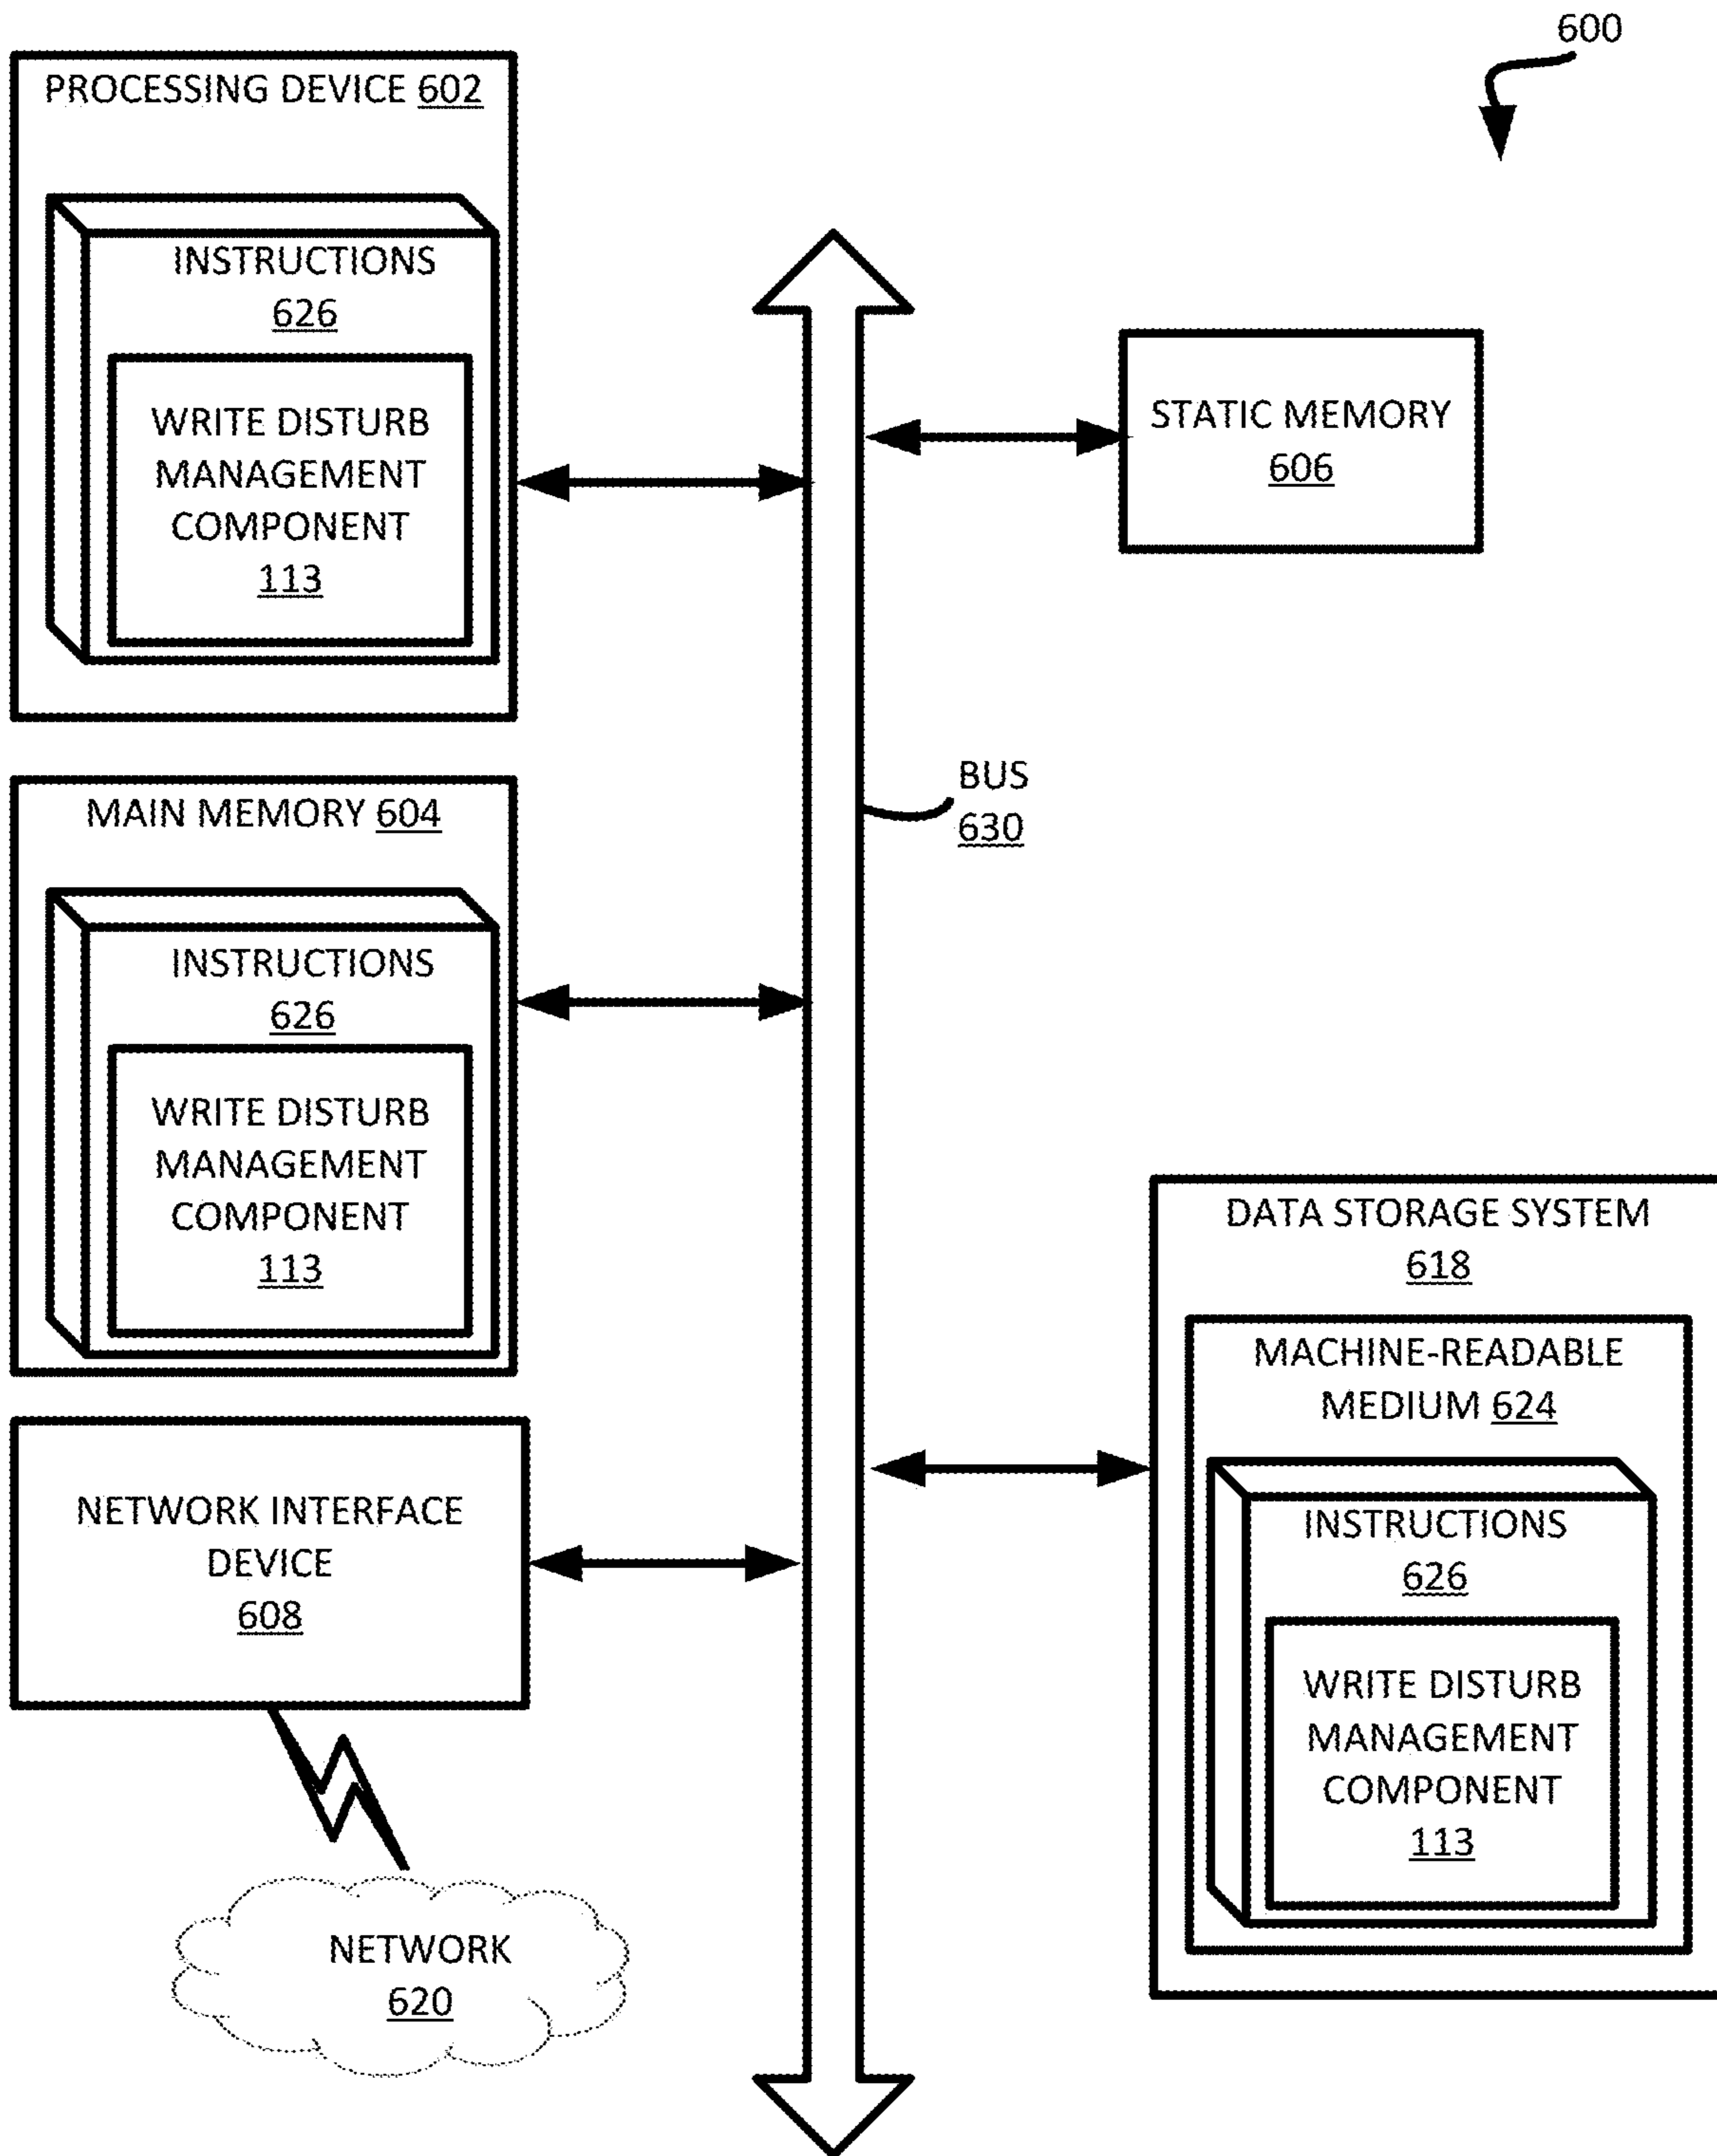 600
PROCESSING DEVICE 602
INSTRUCTIONS
626
WRITE DISTURB
MANAGEMENT
COMPONENT
113
STATIC MEMORY
606
BUS
630
MAIN MEMORY 604
INSTRUCTIONS
626
WRITE DISTURB
MANAGEMENT
COMPONENT
113
DATA STORAGE SYSTEM
618
MACHINE-READABLE
MEDIUM 624
INSTRUCTIONS
626
WRITE DISTURB
MANAGEMENT
COMPONENT
113
NETWORK INTERFACE
DEVICE
608
NETWORK
620